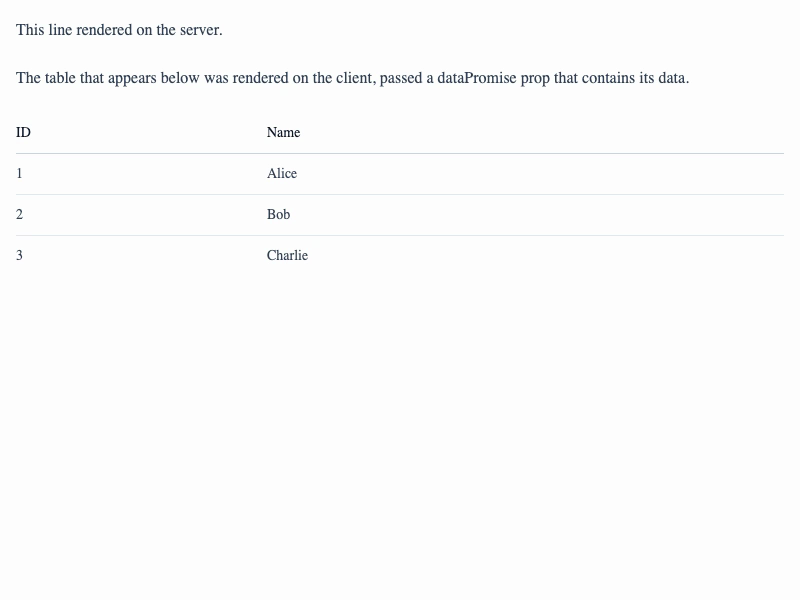 This line rendered on the server.
The table that appears below was rendered on the client, passed a dataPromise prop that contains its data.
ID Name
1 Alice
2 Bob
3 Charlie